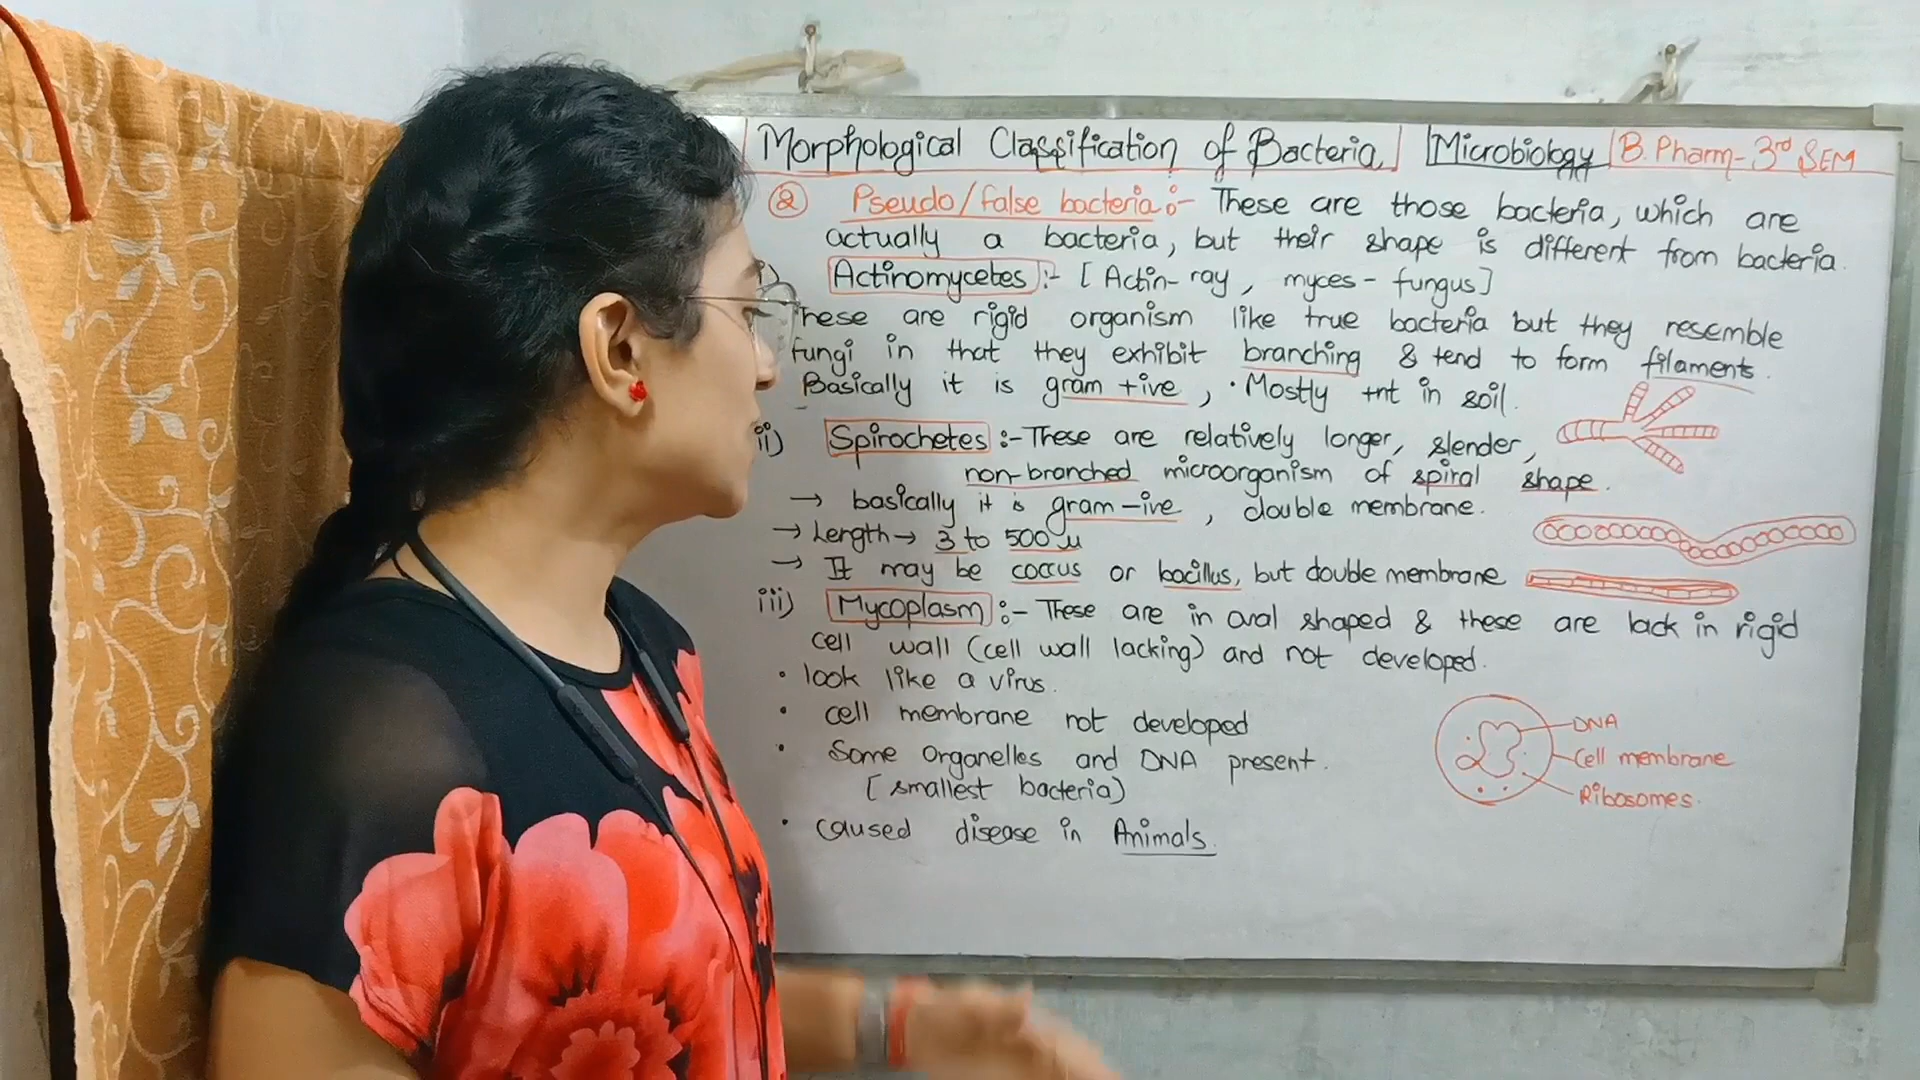 Morphological Classification of Bacteria Microbiology B. Pharm - 3rd SEM
② Pseudo/false bacteria :- These are those bacteria, which are
actually a bacteria, but their shape is different from bacteria.
i) Actinomycetes :- [Actin- ray, myces - fungus]
These are rigid organism like true bacteria but they resemble
fungi in that they exhibit branching & tend to form filaments.
Basically it is gram +ive, · Mostly +nt in soil.
ii) Spirochetes :- These are relatively longer, slender,
non-branched microorganism of spiral shape.
→ basically it is gram -ive, double membrane.
→ Length → 3 to 500 µ
→ It may be coccus or bacillus, but double membrane
iii) Mycoplasm :- These are in oval shaped & these are lack in rigid
cell wall (cell wall lacking) and not developed.
· look like a virus.
· cell membrane not developed
· Some organelles and DNA present.
[smallest bacteria)
· caused disease in Animals.
DNA
Cell membrane
Ribosomes.